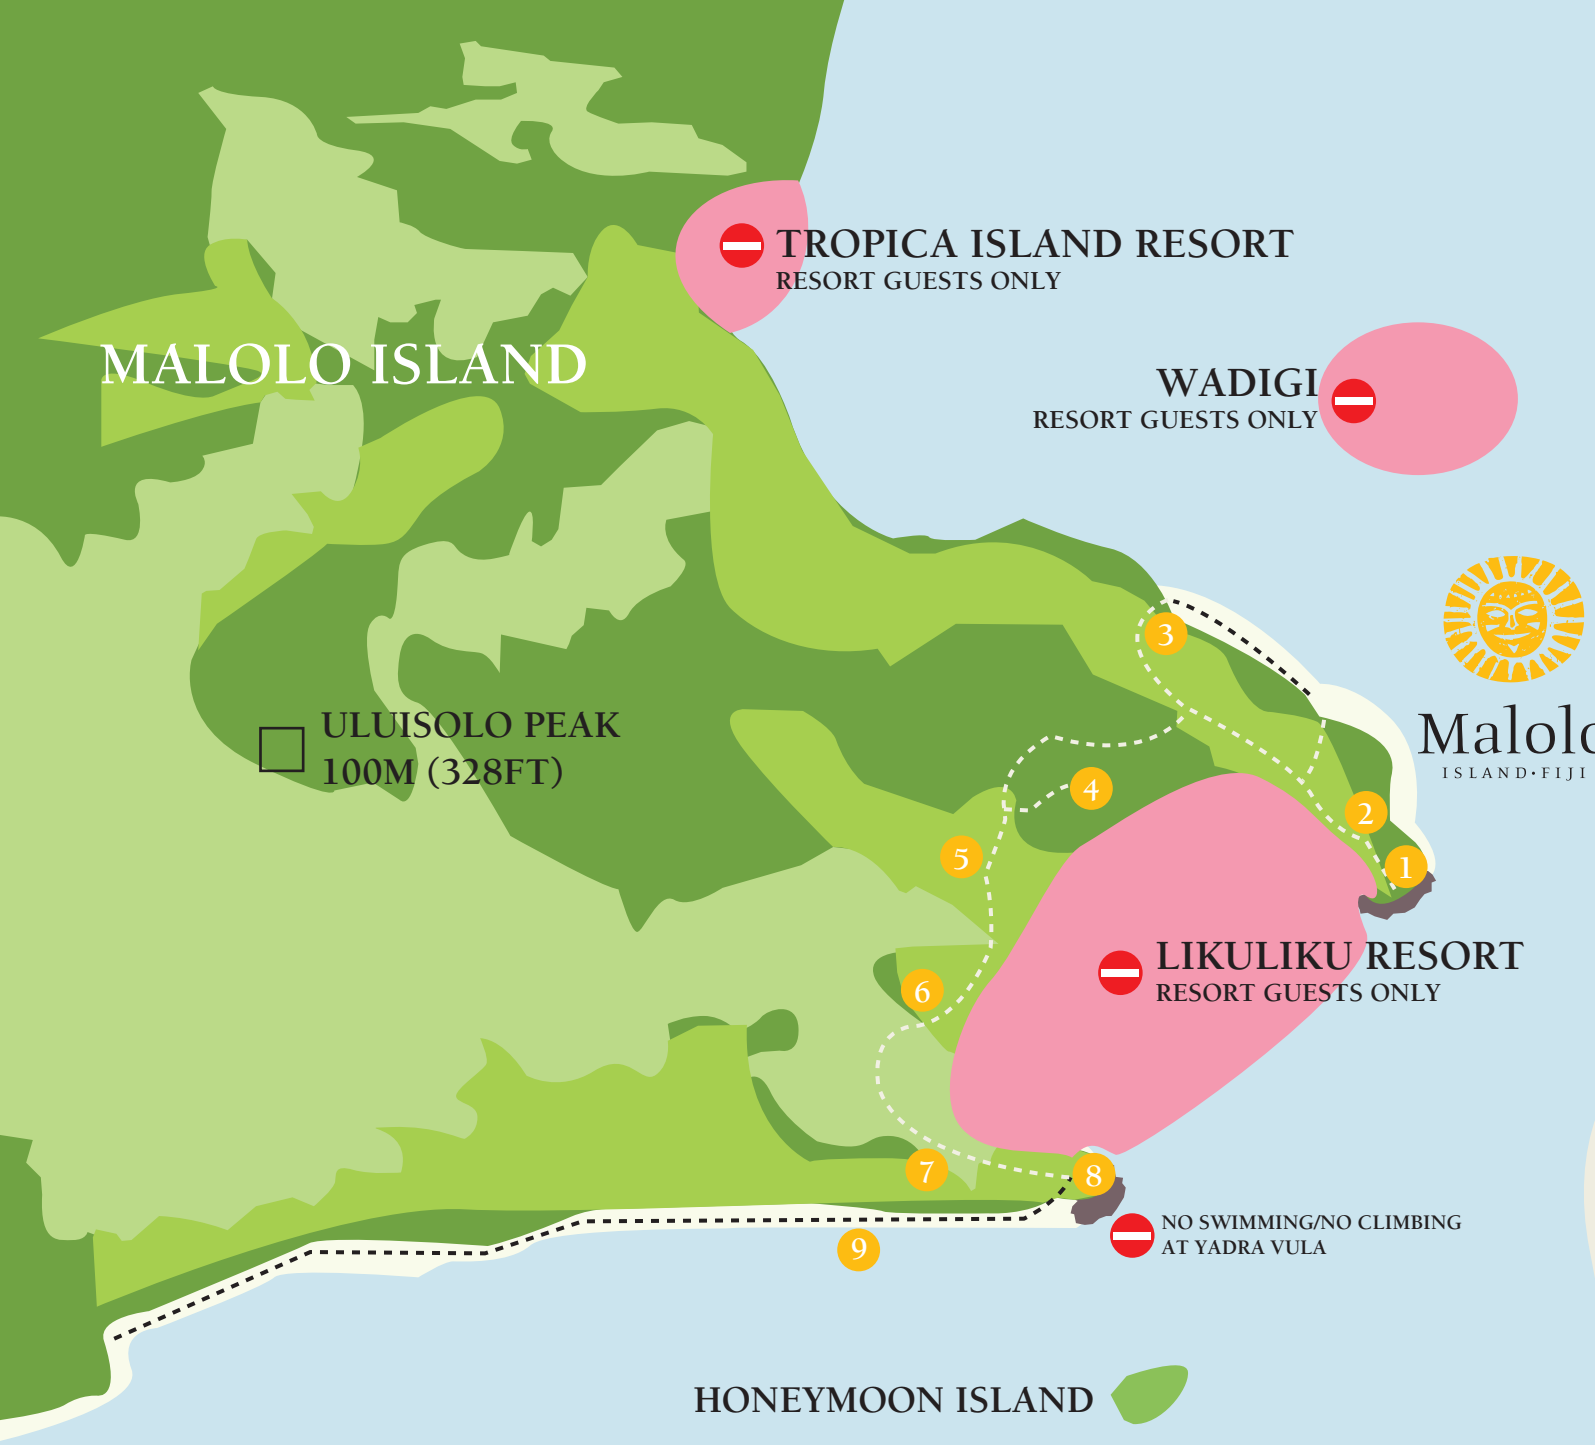 TROPICA ISLAND RESORT
RESORT GUESTS ONLY
MALOLO ISLAND
WADIGI
RESORT GUESTS ONLY
3
Malolo
ISLAND•FIJI
ULUISOLO PEAK
100M (328FT)
4
2
5
1
LIKULIKU RESORT
RESORT GUESTS ONLY
6
7
8
NO SWIMMING/NO CLIMBING
AT YADRA VULA
9
HONEYMOON ISLAND